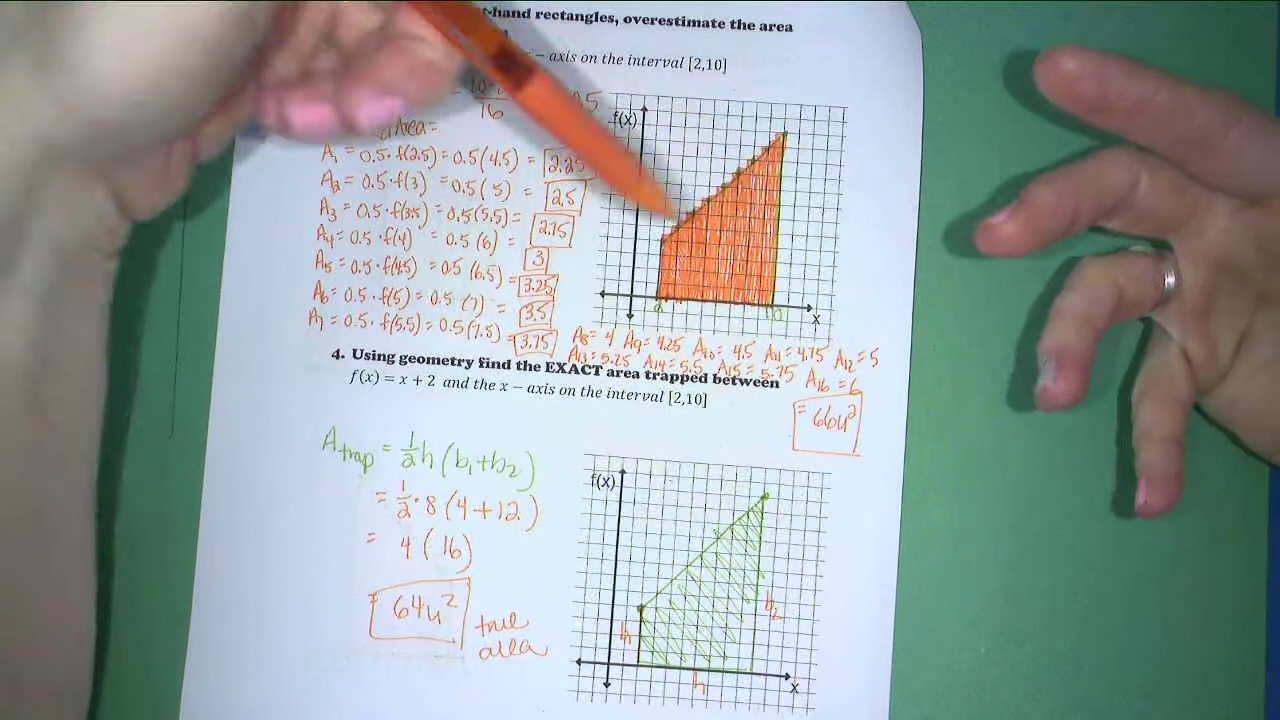 hand rectangles, overestimate the area
x – axis on the interval [2,10]
16
Area =
A₁ = 0.5·f(2.5) = 0.5(4.5) = 2.25
A₂ = 0.5·f(3) = 0.5(5) = 2.5
A₃ = 0.5·f(3.5) = 0.5(5.5) = 2.75
A₄ = 0.5·f(4) = 0.5(6) = 3
A₅ = 0.5·f(4.5) = 0.5(6.5) = 3.25
A₆ = 0.5·f(5) = 0.5·(7) = 3.5
A₇ = 0.5·f(5.5) = 0.5(7.5) = 3.75
f(x)
x
A₈ = 4 A₉ = 4.25 A₁₀ = 4.5 A₁₁ = 4.75 A₁₂ = 5
A₁₃ = 5.25 A₁₄ = 5.5 A₁₅ = 5.75 A₁₆ = 6
= 66u²
4. Using geometry find the EXACT area trapped between
f(x) = x + 2 and the x – axis on the interval [2,10]
A trap = 1/2 h (b₁+b₂)
= 1/2 · 8 (4+12)
= 4 (16)
= 64u²
true
area
f(x)
b₁
b₂
h
x